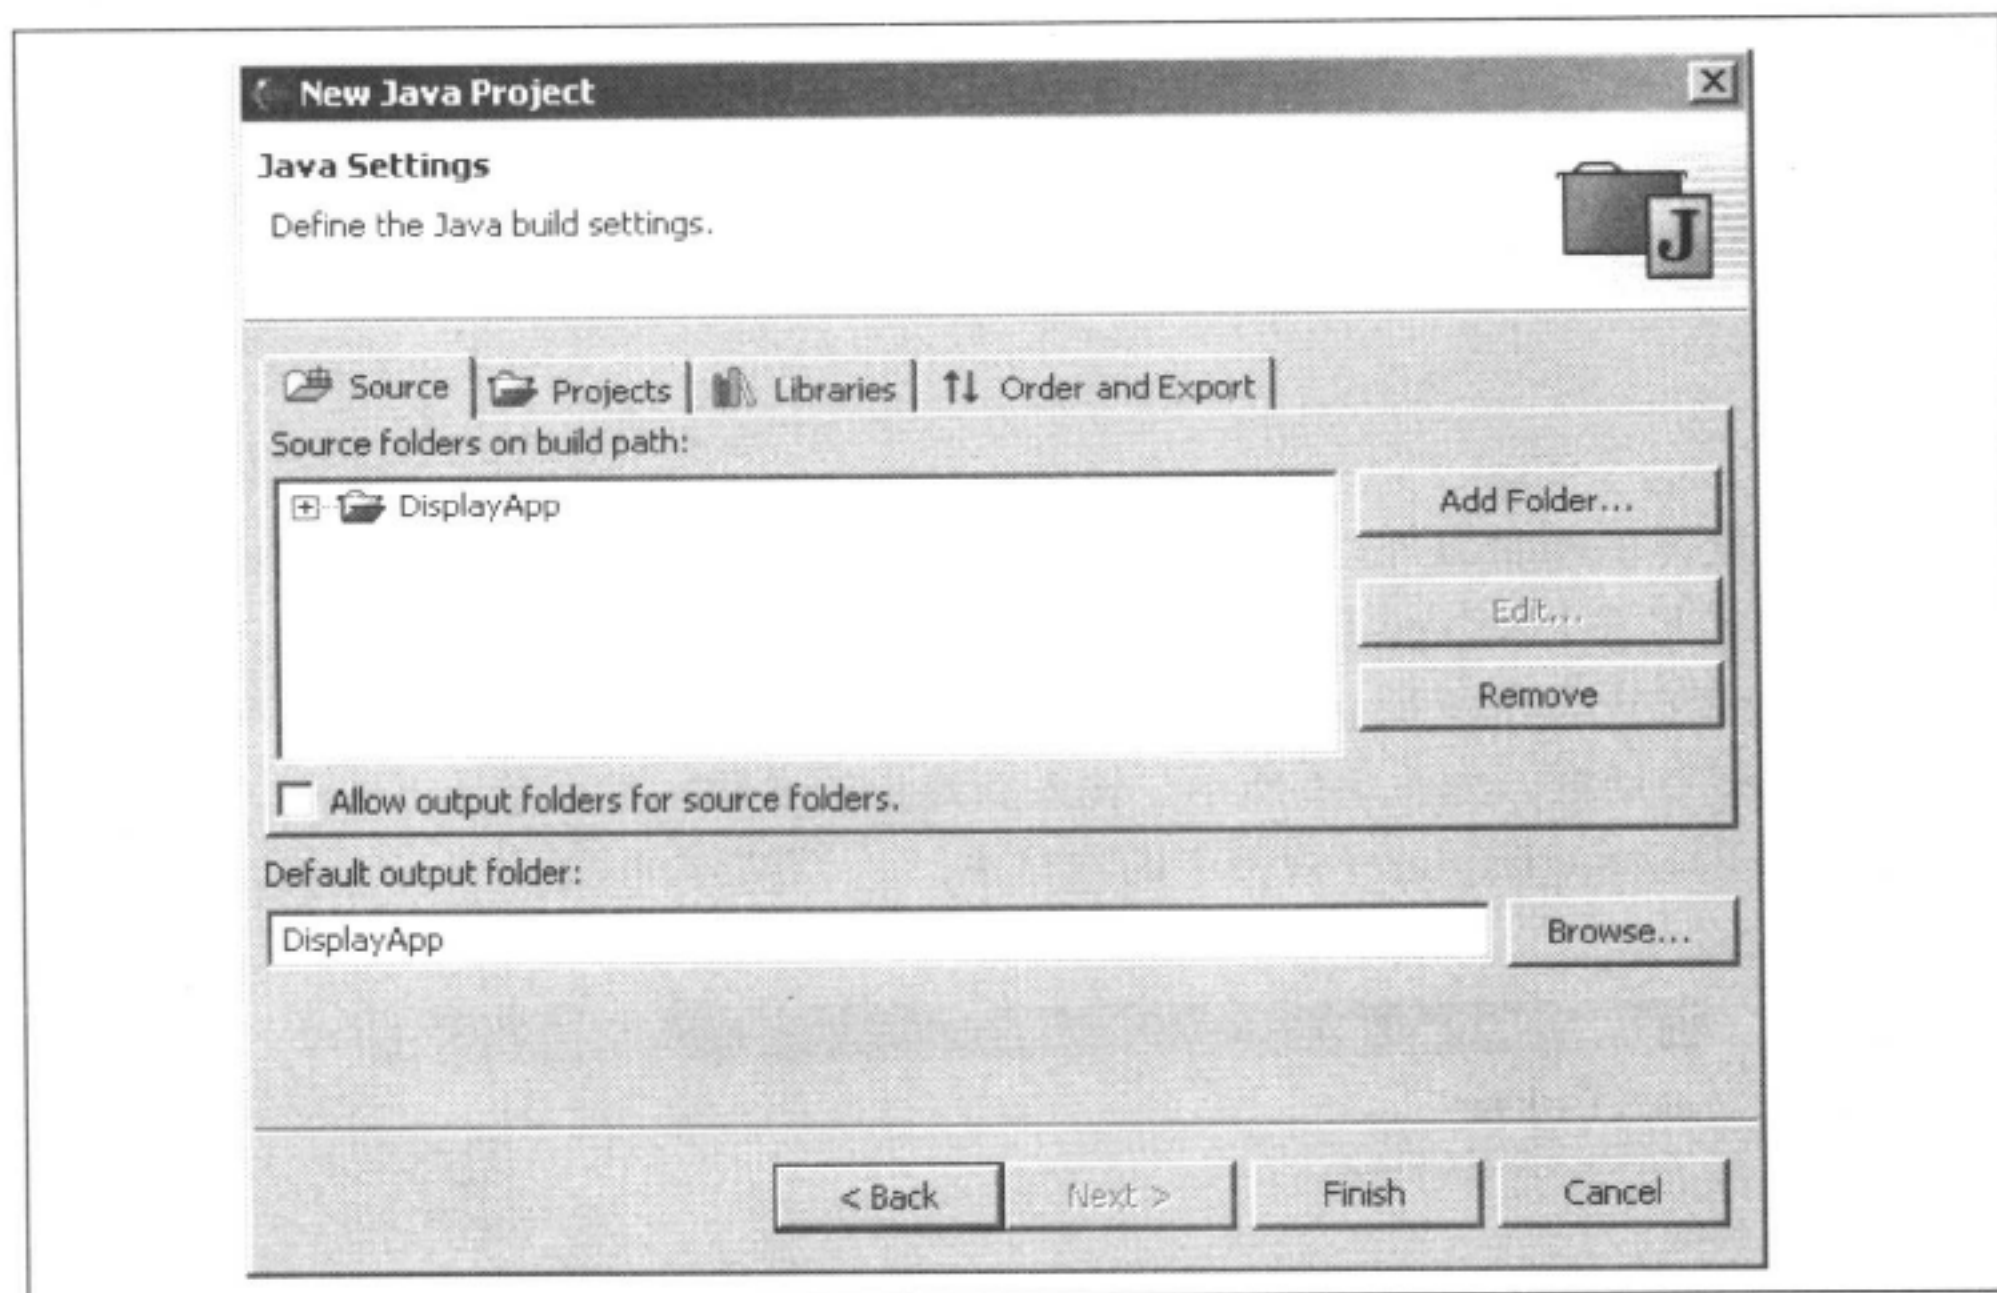 New Java Project
Java Settings
Define the Java build settings.
J
Source Projects Libraries Order and Export
Source folders on build path:
DisplayApp
Add Folder...
Edit...
Remove
Allow output folders for source folders.
Default output folder:
DisplayApp
Browse...
< Back Next > Finish Cancel